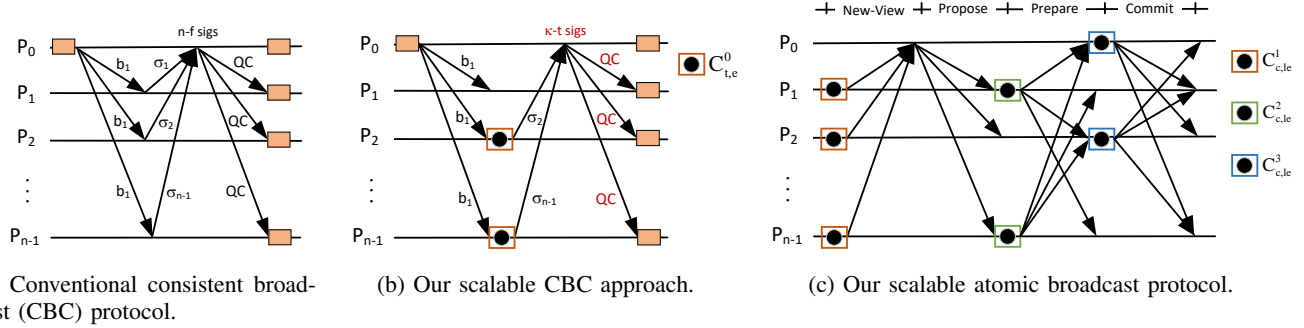 n-f sigs
P0
b1
σ1
QC
P1
b1
σ2
QC
P2
b1
σn-1
QC
⋮
Pn-1
Conventional consistent broad-
st (CBC) protocol.
κ-t sigs
P0
b1
QC
C0t,e
P1
b1
σ2
QC
P2
b1
σn-1
QC
⋮
Pn-1
(b) Our scalable CBC approach.
New-View Propose Prepare Commit
P0
C1c,le
P1
C2c,le
P2
C3c,le
⋮
Pn-1
(c) Our scalable atomic broadcast protocol.